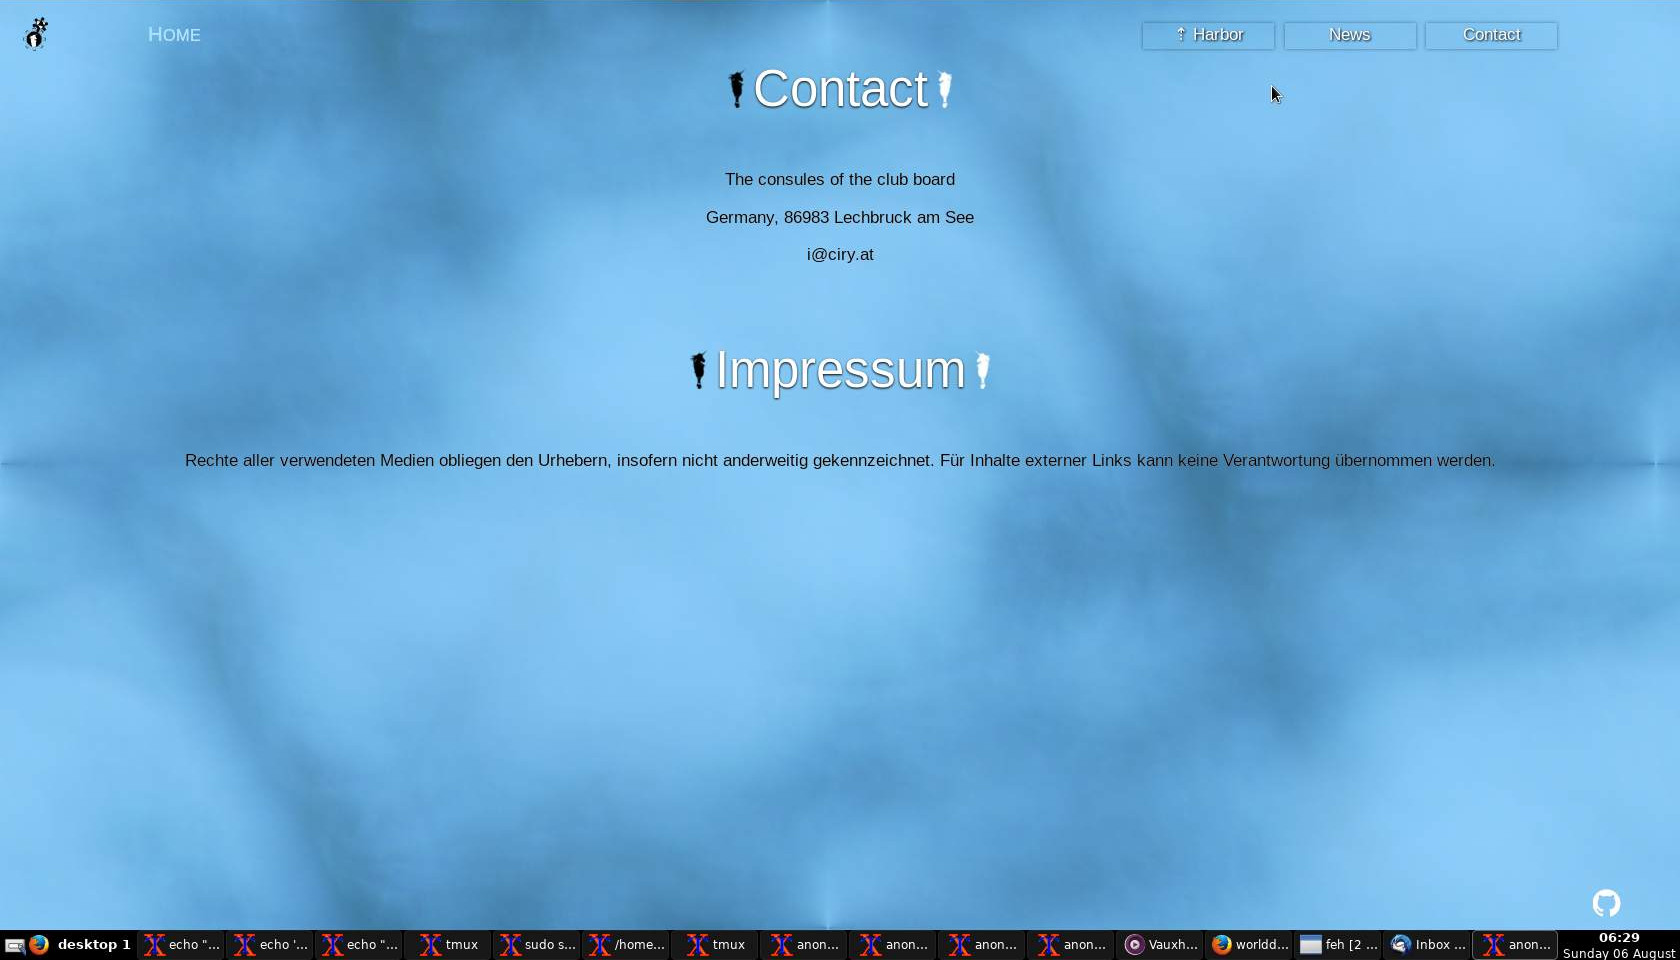 HOME
⇡ Harbor
News
Contact
Contact
The consules of the club board
Germany, 86983 Lechbruck am See
i@ciry.at
Impressum
Rechte aller verwendeten Medien obliegen den Urhebern, insofern nicht anderweitig gekennzeichnet. Für Inhalte externer Links kann keine Verantwortung übernommen werden.
desktop 1
echo "...
echo '...
echo "...
tmux
sudo s...
/home...
tmux
anon...
anon...
anon...
anon...
Vauxh...
worldd...
feh [2 ...
Inbox ...
anon...
06:29
Sunday 06 August